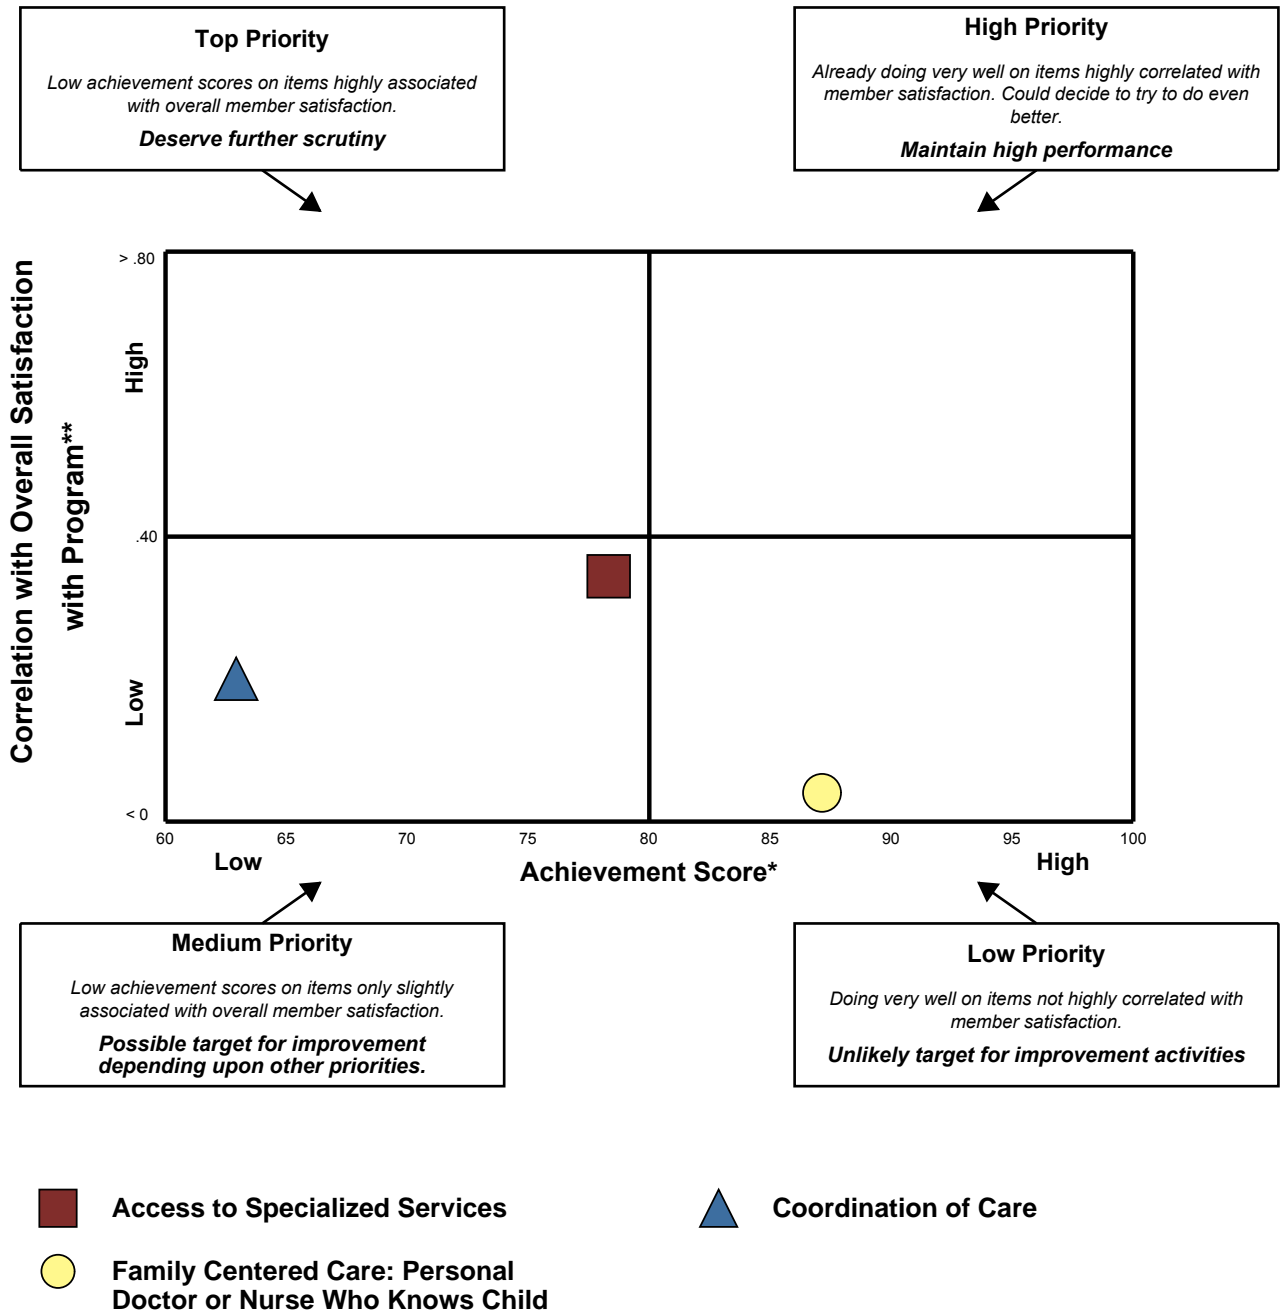 Top Priority
Low achievement scores on items highly associated
with overall member satisfaction.
Deserve further scrutiny
High Priority
Already doing very well on items highly correlated with
member satisfaction. Could decide to try to do even
better.
Maintain high performance
Correlation with Overall Satisfaction
with Program**
> .80
High
.40
Low
< 0
60 65 70 75 80 85 90 95 100
Low
Achievement Score*
High
Medium Priority
Low achievement scores on items only slightly
associated with overall member satisfaction.
Possible target for improvement
depending upon other priorities.
Low Priority
Doing very well on items not highly correlated with
member satisfaction.
Unlikely target for improvement activities
Access to Specialized Services
Coordination of Care
Family Centered Care: Personal
Doctor or Nurse Who Knows Child